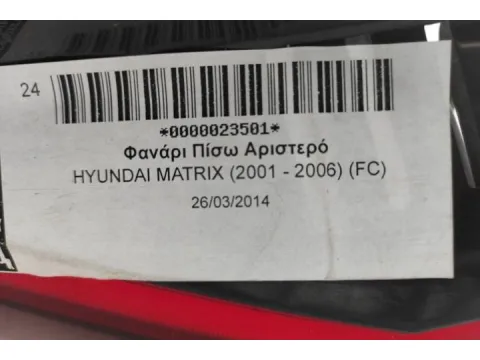 24
*0000023501*
Φανάρι Πίσω Αριστερό
HYUNDAI MATRIX (2001 - 2006) (FC)
26/03/2014